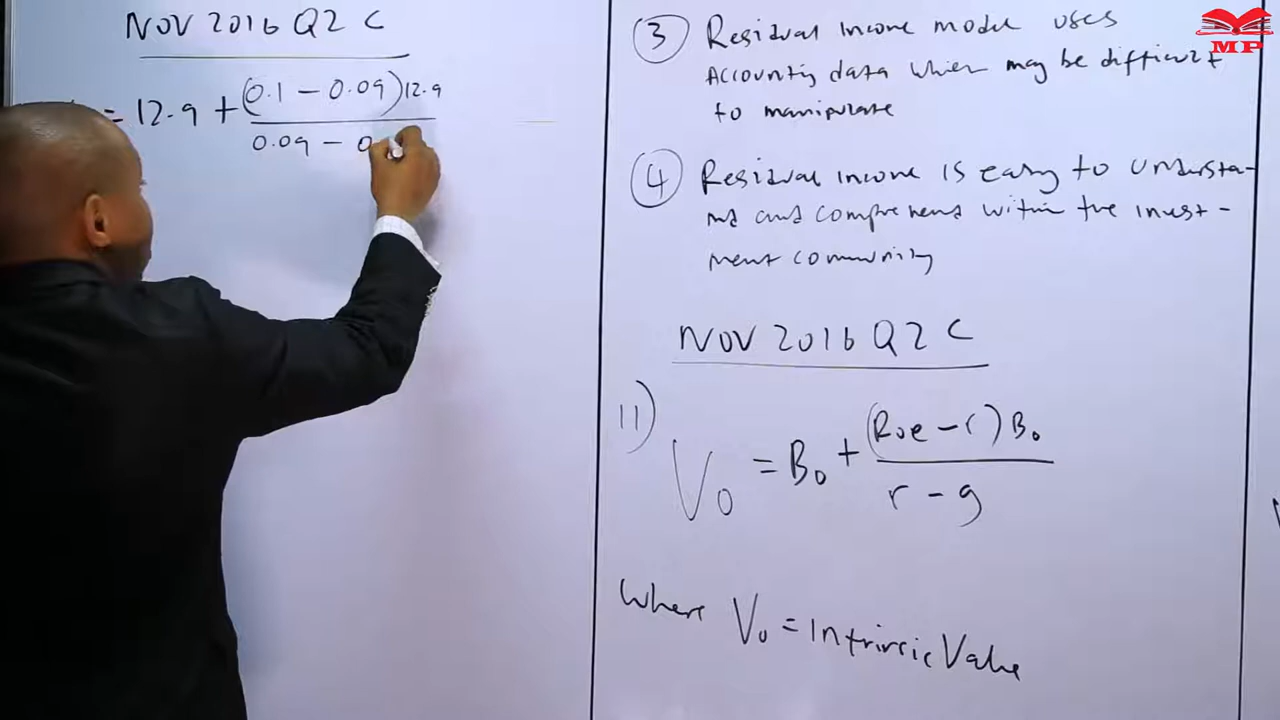 NOV 2016 Q2 C
= 12.9 + (0.1 - 0.09)12.9
0.09 - 0
③ Residual income model uses
Accounting data which may be difficult
to manipulate
④ Residual income is easy to understa-
nd and comprehend within the invest-
ment community
NOV 2016 Q2 C
11)
V₀ = B₀ + (Roe - r) B₀
r - g
Where V₀ = Intrinsic Value
MP